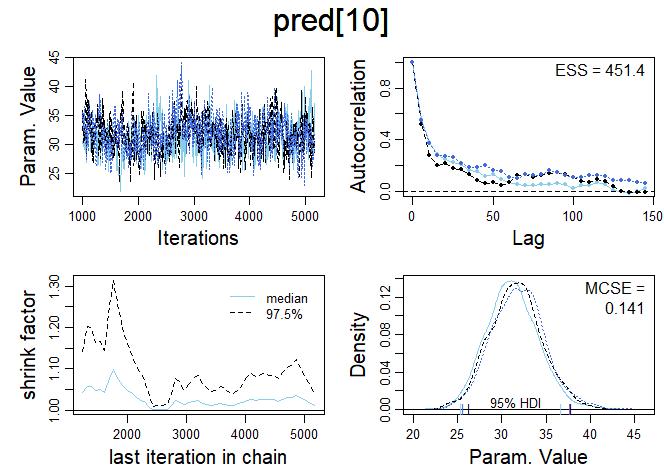 pred[10]
Param. Value
25 30 35 40 45
1000 2000 3000 4000 5000
Iterations
Autocorrelation
0.0 0.4 0.8
ESS = 451.4
0 50 100 150
Lag
shrink factor
1.00 1.10 1.20 1.30
median
97.5%
2000 3000 4000 5000
last iteration in chain
Density
0.00 0.04 0.08 0.12
MCSE =
0.141
95% HDI
20 25 30 35 40 45
Param. Value